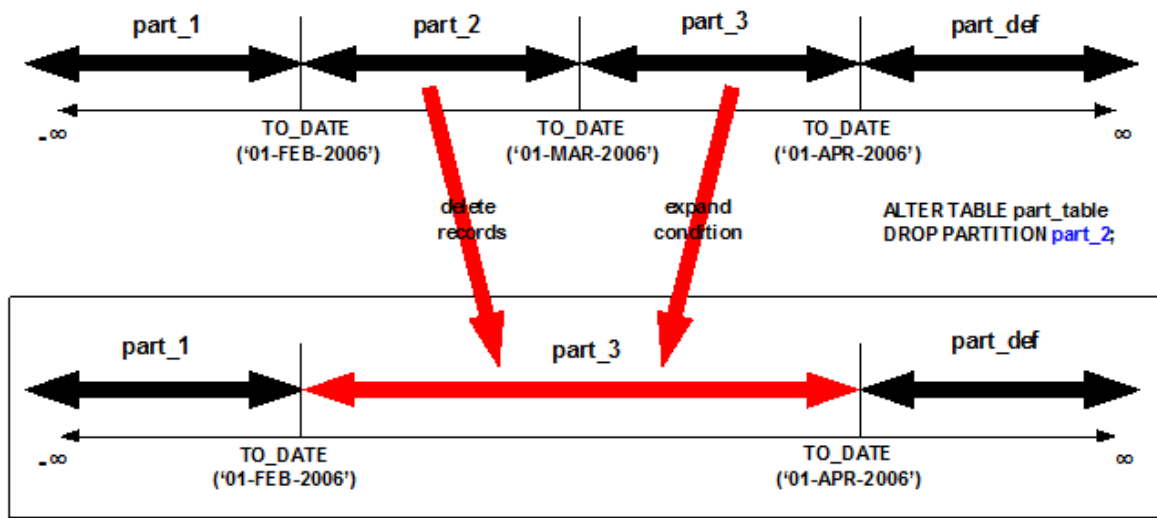 part_1 part_2 part_3 part_def
-∞ TO_DATE TO_DATE TO_DATE ∞
(‘01-FEB-2006’) (‘01-MAR-2006’) (‘01-APR-2006’)
delete expand ALTER TABLE part_table
records condition DROP PARTITION part_2;
part_1 part_3 part_def
-∞ TO_DATE TO_DATE ∞
(‘01-FEB-2006’) (‘01-APR-2006’)